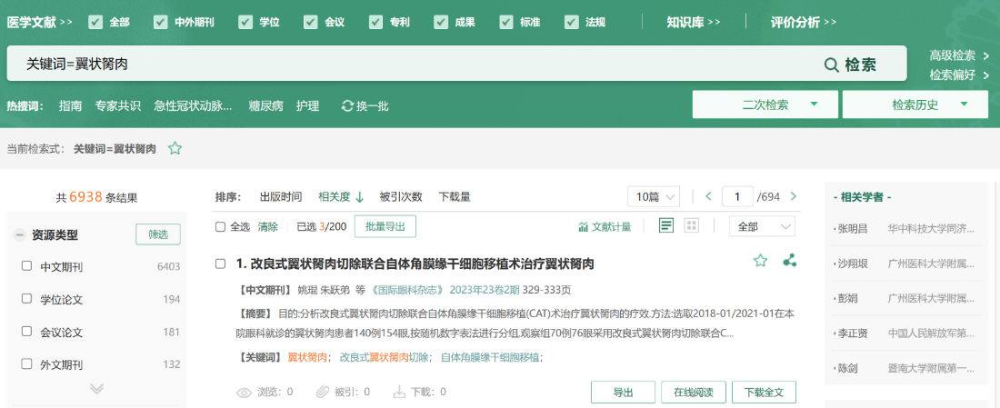 医学文献 >> 全部 中外期刊 学位 会议 专利 成果 标准 法规 知识库 >> 评价分析 >>
关键词=翼状胬肉 检索
高级检索 >
检索偏好 >
热搜词: 指南 专家共识 急性冠状动脉... 糖尿病 护理 换一批 二次检索 检索历史
当前检索式: 关键词=翼状胬肉
共 6938 条结果
资源类型 筛选
中文期刊 6403
学位论文 194
会议论文 181
外文期刊 132
排序: 出版时间 相关度 ↓ 被引次数 下载量 10篇 < 1 /694 >
全选 清除 已选 3/200 批量导出 文献计量 全部
1. 改良式翼状胬肉切除联合自体角膜缘干细胞移植术治疗翼状胬肉
【中文期刊】 姚琨 朱跃弟 等 《国际眼科杂志》 2023年23卷2期 329-333页
【摘要】 目的:分析改良式翼状胬肉切除联合自体角膜缘干细胞移植(CAT)术治疗翼状胬肉的疗效.方法:选取2018-01/2021-01在本
院眼科就诊的翼状胬肉患者140例154眼,按随机数字表法进行分组,观察组70例76眼采用改良式翼状胬肉切除联合C...
【关键词】 翼状胬肉; 改良式翼状胬肉切除; 自体角膜缘干细胞移植;
浏览: 0 被引: 0 下载: 0 导出 在线阅读 下载全文
- 相关学者 -
张明昌 华中科技大学同济...
沙翔垠 广州医科大学附属...
彭娟 广州医科大学附属...
李正贤 中国人民解放军第...
陈剑 暨南大学附属第一...